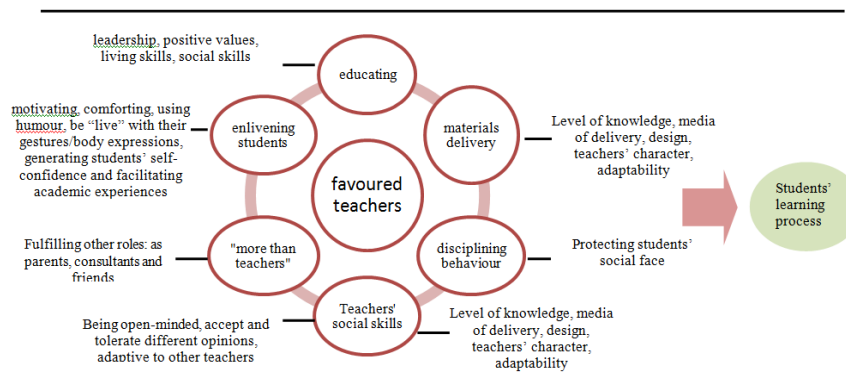 leadership, positive values,
living skills, social skills
educating
motivating, comforting, using
humour, be “live” with their
gestures/body expressions,
generating students’ self-
confidence and facilitating
academic experiences
enlivening
students
materials
delivery
Level of knowledge, media
of delivery, design,
teachers’ character,
adaptability
favoured
teachers
Students’
learning
process
Fulfilling other roles: as
parents, consultants and
friends
"more than
teachers"
disciplining
behaviour
Protecting students’
social face
Teachers'
social skills
Being open-minded, accept and
tolerate different opinions,
adaptive to other teachers
Level of knowledge, media
of delivery, design,
teachers’ character,
adaptability